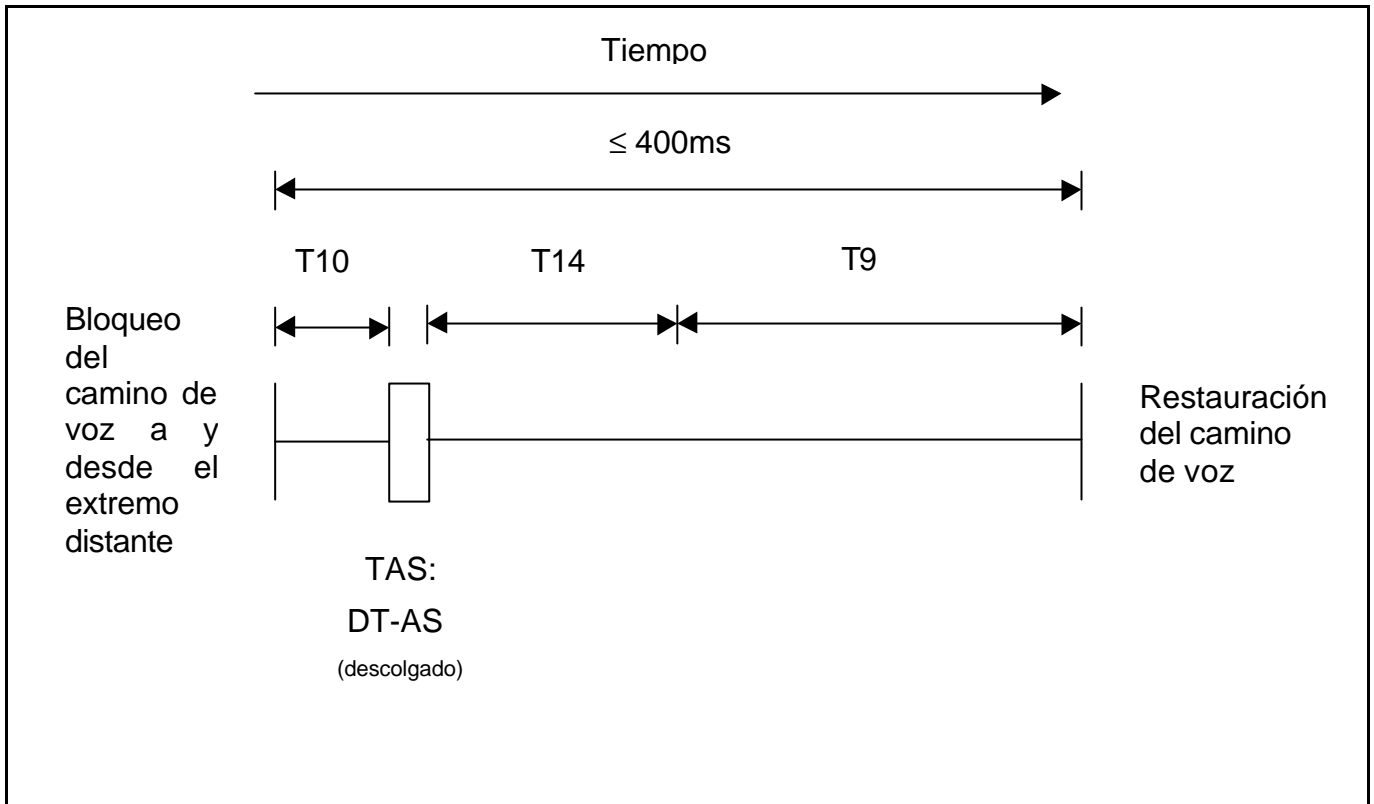 Tiempo
≤ 400ms
T10 T14 T9
Bloqueo
del
camino de
voz a y
desde el
extremo
distante
Restauración
del camino
de voz
TAS:
DT-AS
(descolgado)